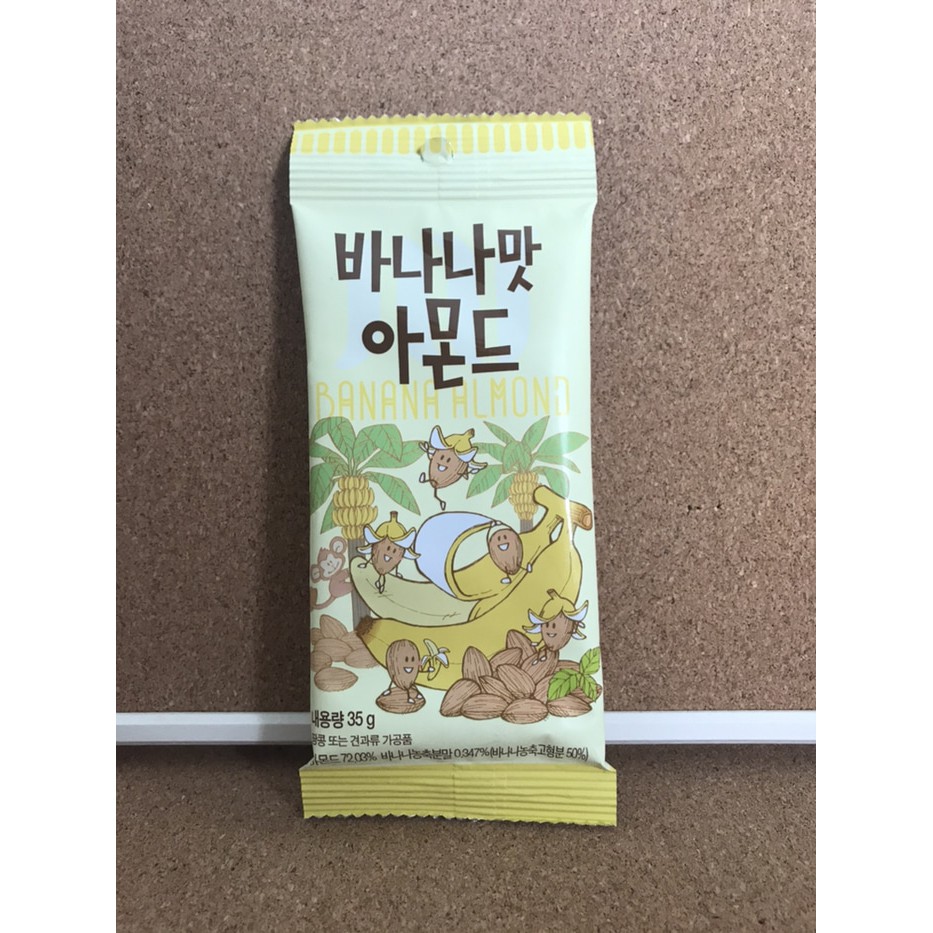 바나나맛
아몬드
BANANA ALMOND
내용량 35 g
땅콩 또는 견과류 가공품
아몬드 72.03% 바나나농축분말 0.347%(바나나농축고형분 50%)